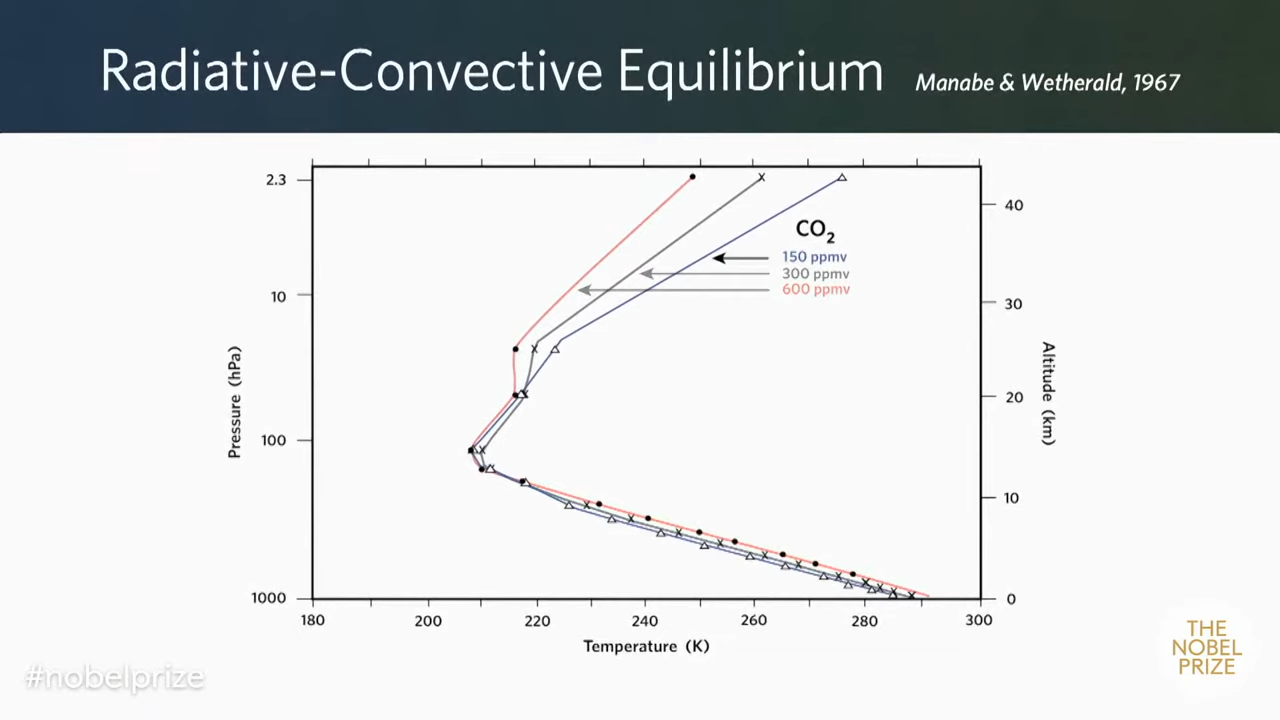 Radiative-Convective Equilibrium Manabe & Wetherald, 1967
2.3
10
100
1000
Pressure (hPa)
CO2
150 ppmv
300 ppmv
600 ppmv
40
30
20
10
0
Altitude (km)
180 200 220 240 260 280 300
Temperature (K)
#nobelprize
THE
NOBEL
PRIZE